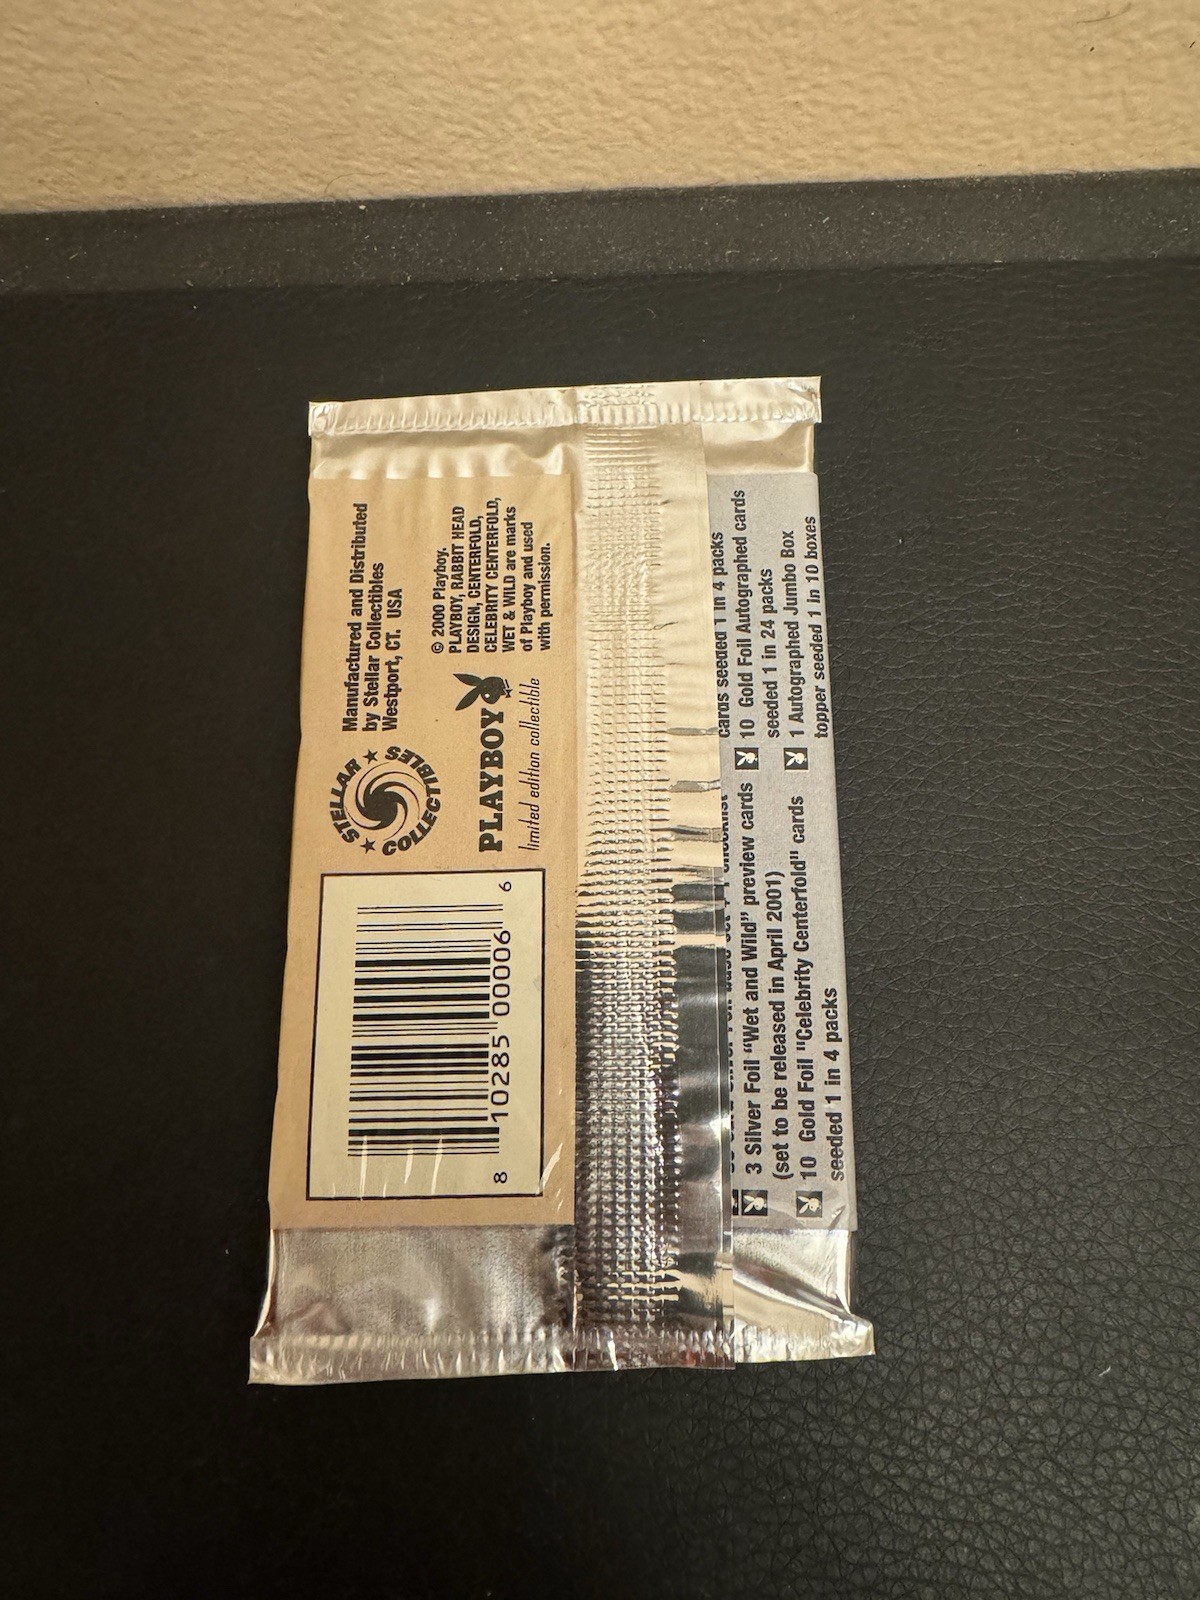 STELLAR
COLLECTIBLES
Manufactured and Distributed
by Stellar Collectibles
Westport, CT. USA
PLAYBOY
limited edition collectible
© 2000 Playboy.
PLAYBOY, RABBIT HEAD
DESIGN, CENTERFOLD,
CELEBRITY CENTERFOLD,
WET & WILD are marks
of Playboy and used
with permission.
8 10285 00006 6
3 Silver Foil “Wet and Wild” preview cards
(set to be released in April 2001)
10 Gold Foil "Celebrity Centerfold" cards
seeded 1 in 4 packs
cards seeded 1 in 4 packs
10 Gold Foil Autographed cards
seeded 1 in 24 packs
1 Autographed Jumbo Box
topper seeded 1 in 10 boxes